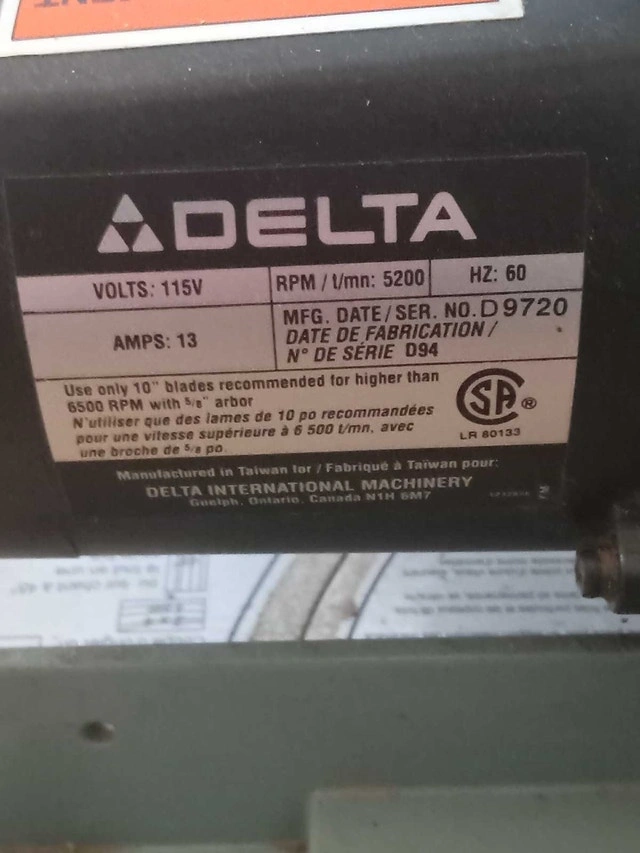 DELTA
VOLTS: 115V
RPM / t/mn: 5200
HZ: 60
AMPS: 13
MFG. DATE / SER. NO. D 9720
DATE DE FABRICATION /
N° DE SÉRIE D94
Use only 10" blades recommended for higher than
6500 RPM with 5/8" arbor
N'utiliser que des lames de 10 po recommandées
pour une vitesse supérieure à 6 500 t/mn, avec
une broche de 5/8 po.
SA ®
LR 80133
Manufactured in Taiwan for / Fabriqué à Taïwan pour:
DELTA INTERNATIONAL MACHINERY
Guelph, Ontario, Canada N1H 6M7